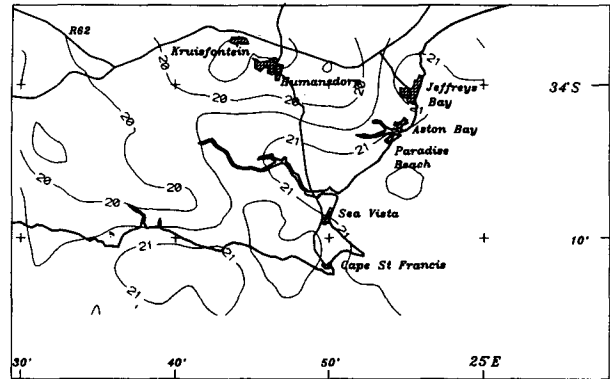 R62
Kruisfontein
Humansdorp
20
20
20
21
34°S
Jeffreys
Bay
21
Aston Bay
Paradise
Beach
21
20
20
Sea Vista
21
21
21
10'
21
21
Cape St Francis
30'
40'
50'
25°E